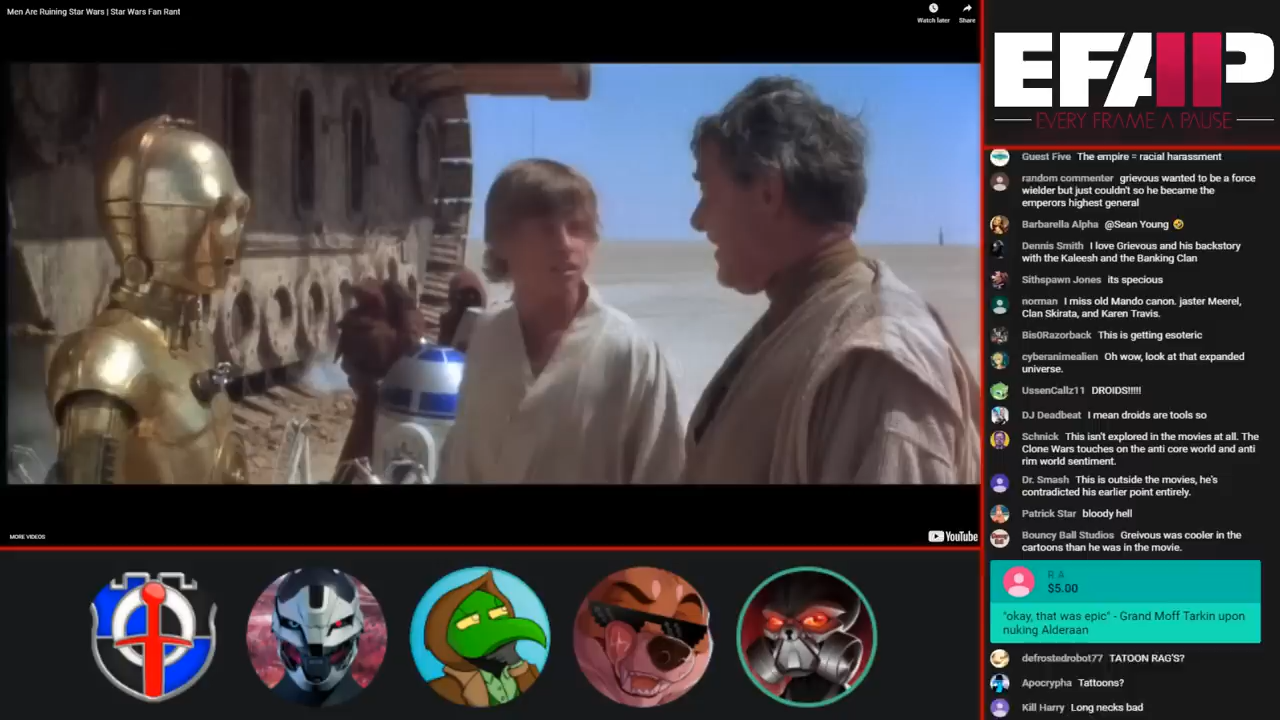 Men Are Ruining Star Wars | Star Wars Fan Rant
Watch later
Share
MORE VIDEOS
YouTube
EFAP
EVERY FRAME A PAUSE
Guest Five The empire = racial harassment
random commenter grievous wanted to be a force
wielder but just couldn't so he became the
emperors highest general
Barbarella Alpha @Sean Young 🤣
Dennis Smith I love Grievous and his backstory
with the Kaleesh and the Banking Clan
Sithspawn Jones its specious
norman I miss old Mando canon. jaster Meerel,
Clan Skirata, and Karen Travis.
Bis0Razorback This is getting esoteric
cyberanimealien Oh wow, look at that expanded
universe.
UssenCallz11 DROIDS!!!!!
DJ Deadbeat I mean droids are tools so
Schnick This isn't explored in the movies at all. The
Clone Wars touches on the anti core world and anti
rim world sentiment.
Dr. Smash This is outside the movies, he's
contradicted his earlier point entirely.
Patrick Star bloody hell
Bouncy Ball Studios Greivous was cooler in the
cartoons than he was in the movie.
R A
$5.00
"okay, that was epic" - Grand Moff Tarkin upon
nuking Alderaan
defrostedrobot77 TATOON RAG'S?
Apocrypha Tattoons?
Kill Harry Long necks bad